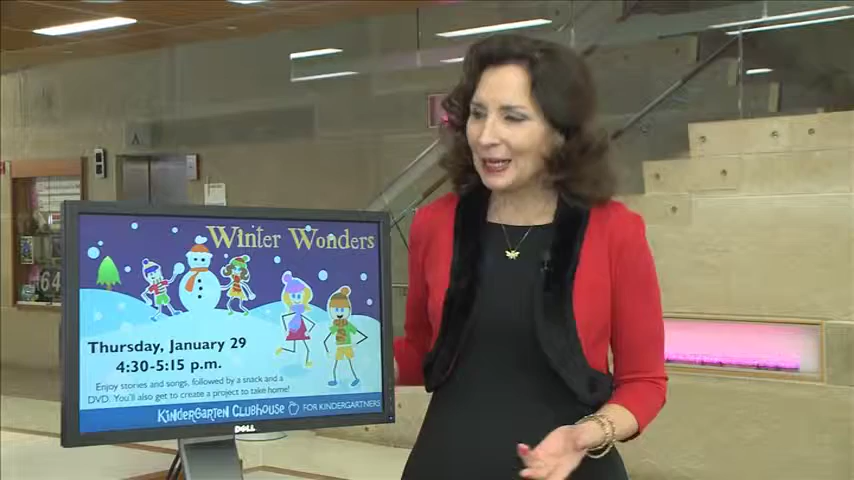 Winter Wonders
Thursday, January 29
4:30-5:15 p.m.
Enjoy stories and songs, followed by a snack and a
DVD. You'll also get to create a project to take home!
Kindergarten Clubhouse FOR KINDERGARTNERS
DELL